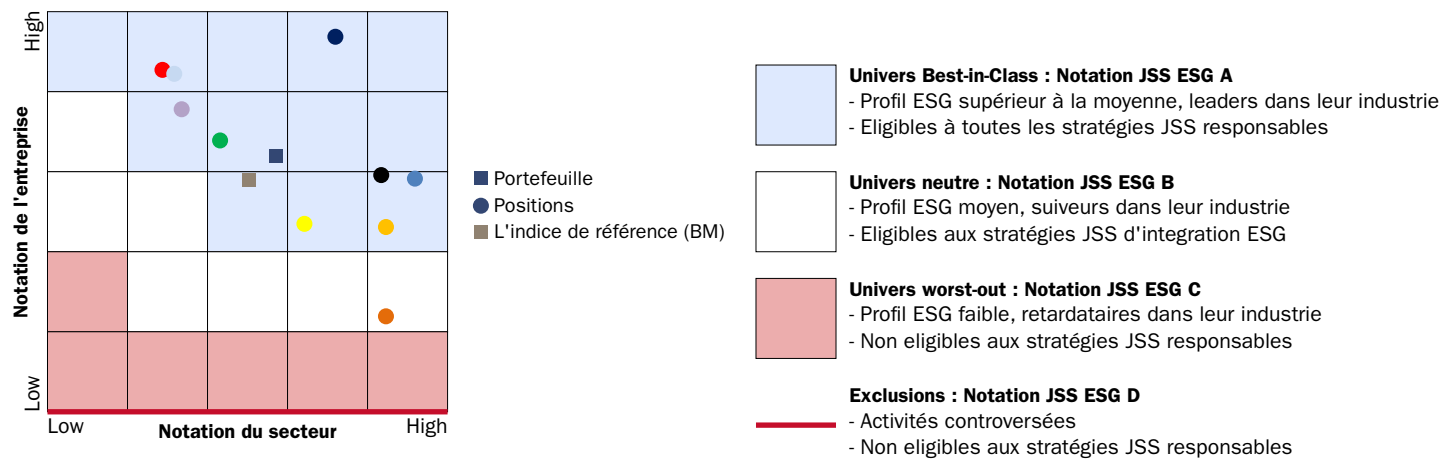 High
Notation de l'entreprise
Low
Low
Notation du secteur
High
Portefeuille
Positions
L'indice de référence (BM)
Univers Best-in-Class : Notation JSS ESG A
- Profil ESG supérieur à la moyenne, leaders dans leur industrie
- Eligibles à toutes les stratégies JSS responsables
Univers neutre : Notation JSS ESG B
- Profil ESG moyen, suiveurs dans leur industrie
- Eligibles aux stratégies JSS d'integration ESG
Univers worst-out : Notation JSS ESG C
- Profil ESG faible, retardataires dans leur industrie
- Non eligibles aux stratégies JSS responsables
Exclusions : Notation JSS ESG D
- Activités controversées
- Non eligibles aux stratégies JSS responsables